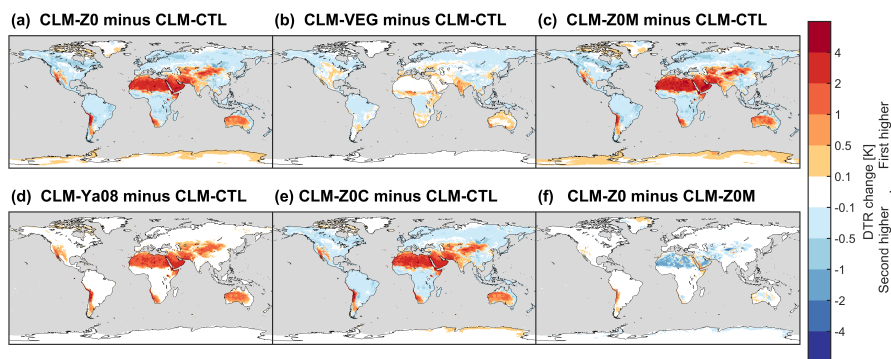 (a) CLM-Z0 minus CLM-CTL
(b) CLM-VEG minus CLM-CTL
(c) CLM-Z0M minus CLM-CTL
(d) CLM-Ya08 minus CLM-CTL
(e) CLM-Z0C minus CLM-CTL
(f) CLM-Z0 minus CLM-Z0M
4
2
1
0.5
0.1
-0.1
-0.5
-1
-2
-4
DTR change [K]
Second higher First higher